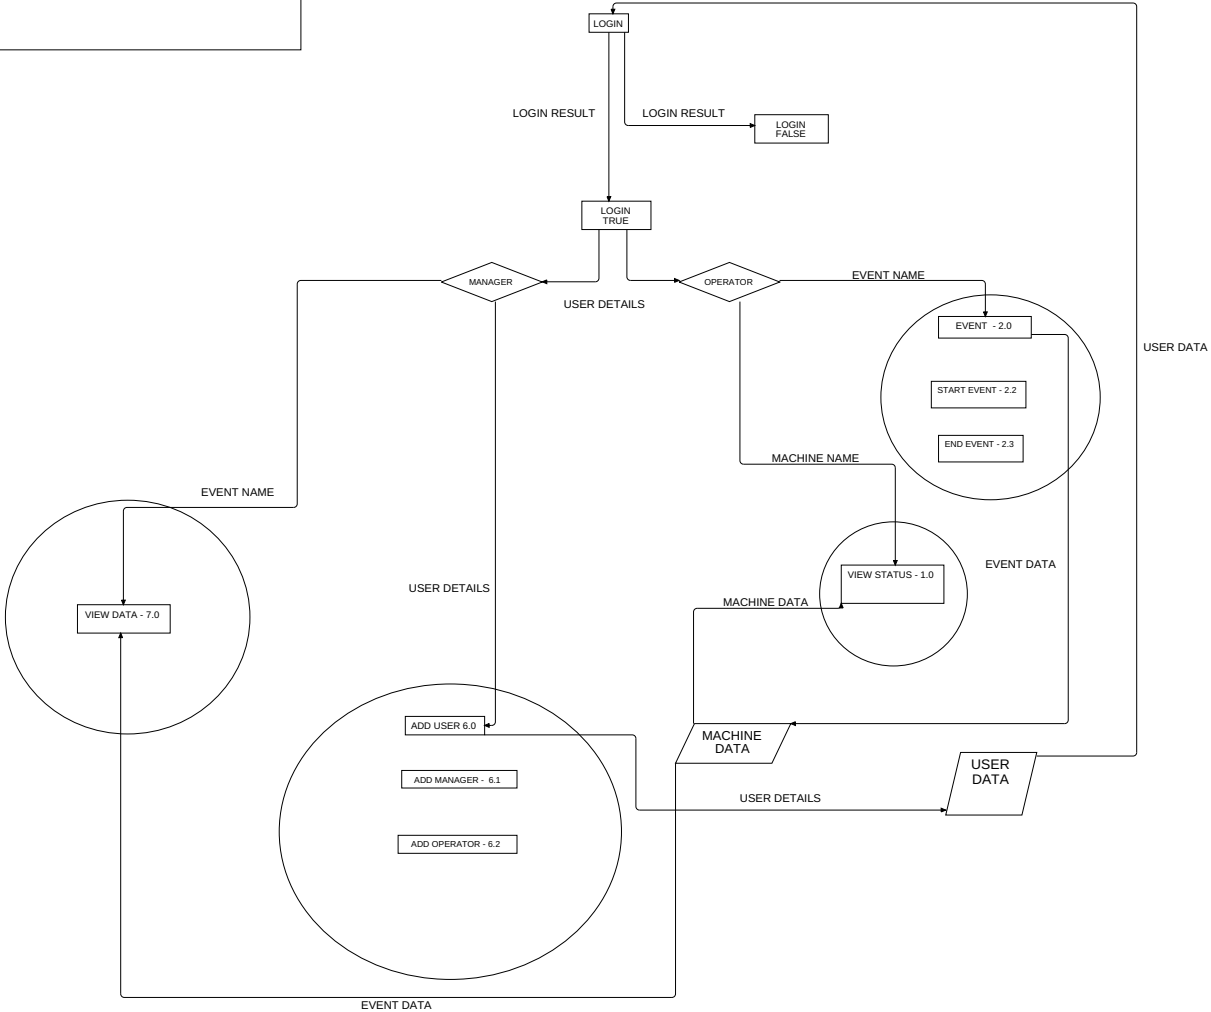 LOGIN
LOGIN RESULT
LOGIN RESULT
LOGIN
FALSE
LOGIN
TRUE
MANAGER
OPERATOR
EVENT NAME
USER DETAILS
EVENT - 2.0
USER DATA
START EVENT - 2.2
END EVENT - 2.3
MACHINE NAME
EVENT NAME
EVENT DATA
VIEW STATUS - 1.0
USER DETAILS
MACHINE DATA
VIEW DATA - 7.0
ADD USER 6.0
MACHINE
DATA
USER
DATA
ADD MANAGER - 6.1
USER DETAILS
ADD OPERATOR - 6.2
EVENT DATA